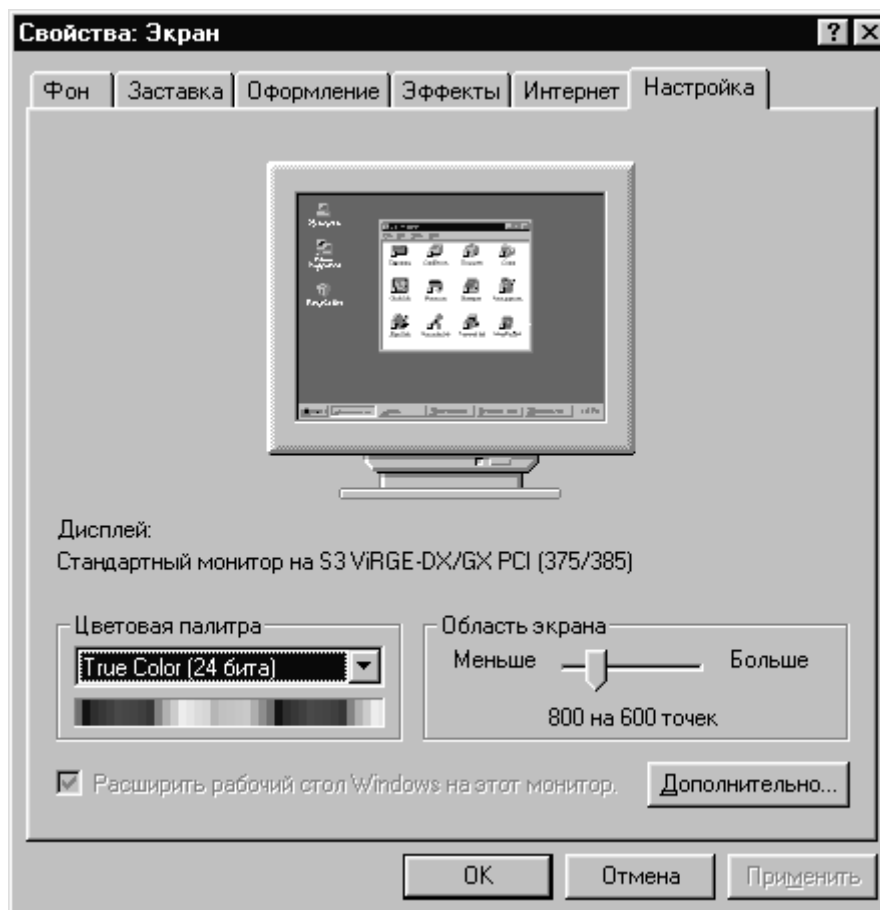 Свойства: Экран
Фон Заставка Оформление Эффекты Интернет Настройка
Дисплей:
Стандартный монитор на S3 ViRGE-DX/GX PCI (375/385)
Цветовая палитра
True Color (24 бита)
Область экрана
Меньше Больше
800 на 600 точек
Расширить рабочий стол Windows на этот монитор.
Дополнительно...
OK Отмена Применить